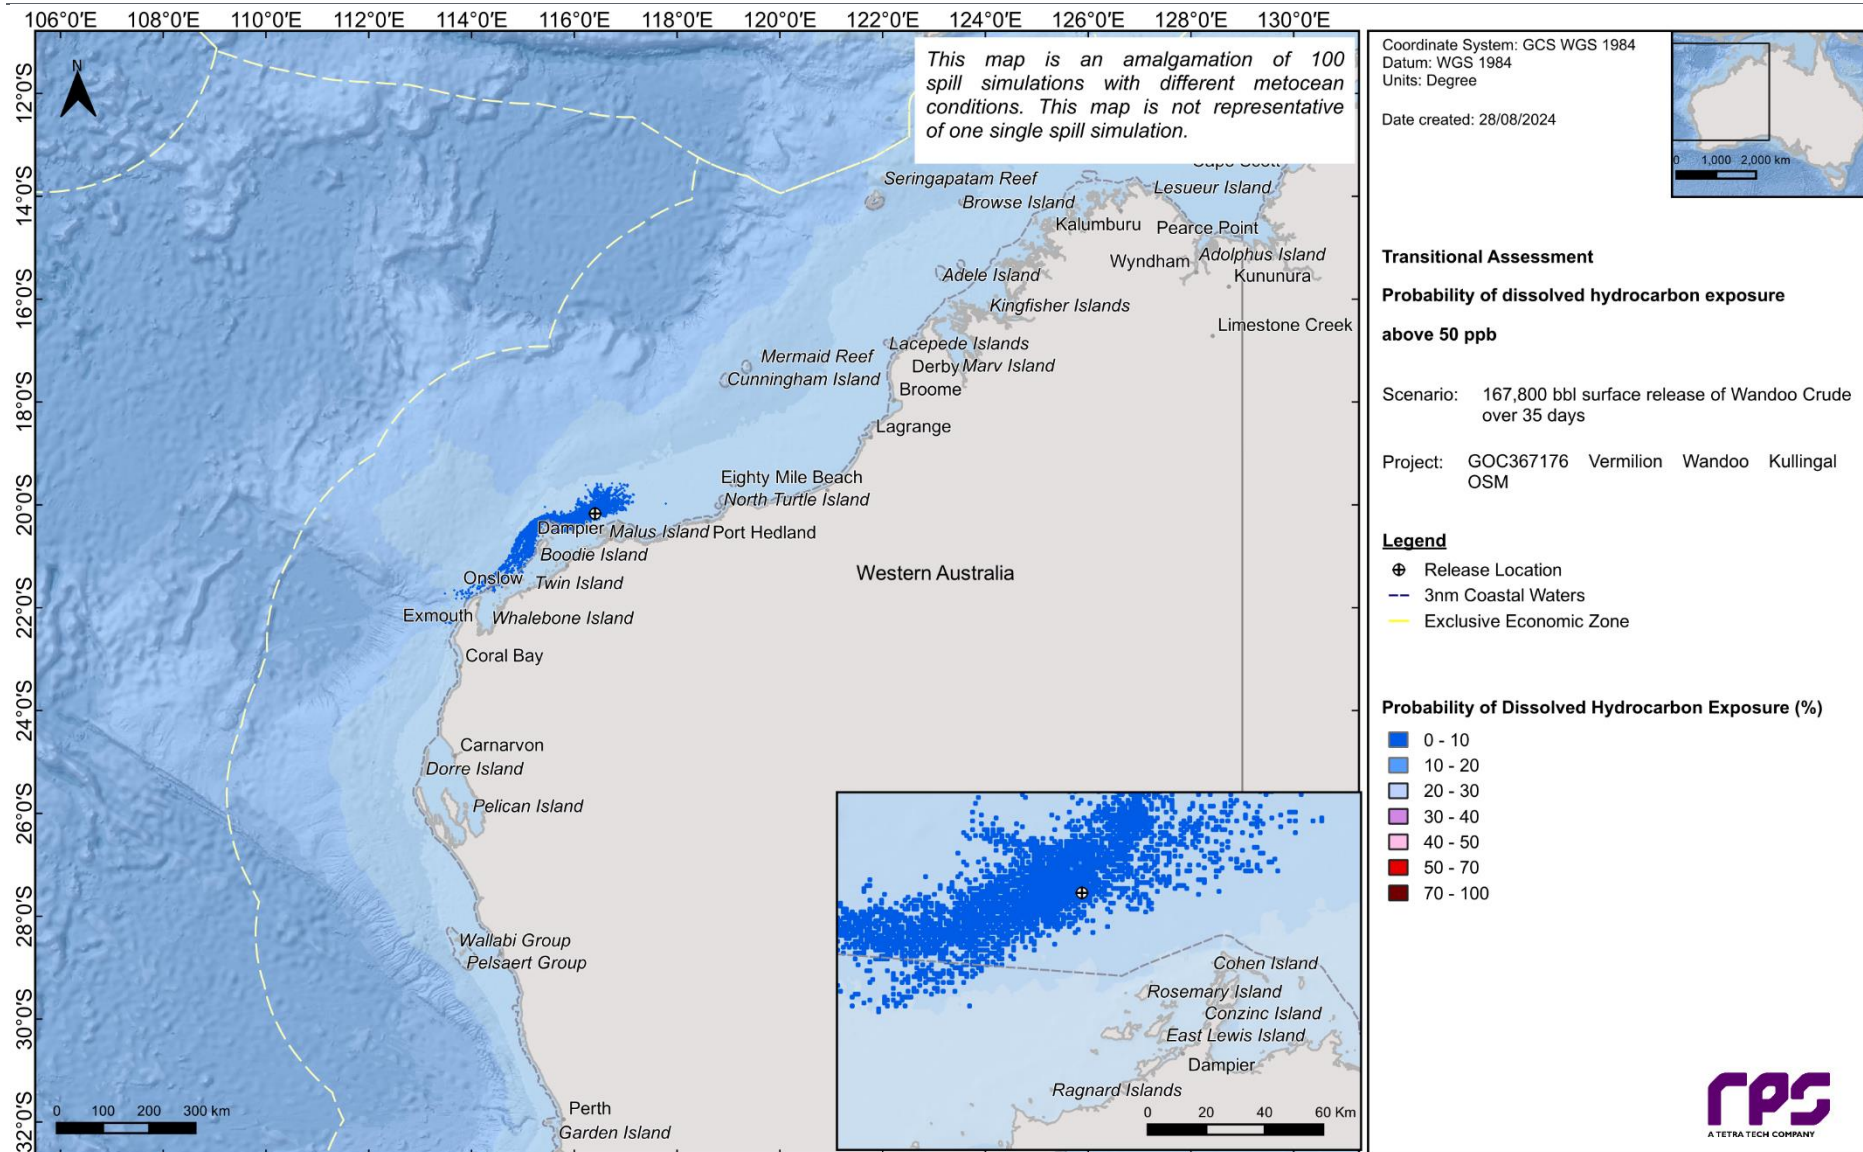 106°0'E 108°0'E 110°0'E 112°0'E 114°0'E 116°0'E 118°0'E 120°0'E 122°0'E 124°0'E 126°0'E 128°0'E 130°0'E
12°0'S
14°0'S
16°0'S
18°0'S
20°0'S
22°0'S
24°0'S
26°0'S
28°0'S
30°0'S
32°0'S
N
This map is an amalgamation of 100
spill simulations with different metocean
conditions. This map is not representative
of one single spill simulation.
Seringapatam Reef
Browse Island
Lesueur Island
Kalumburu
Pearce Point
Wyndham
Adolphus Island
Kununura
Adele Island
Kingfisher Islands
Limestone Creek
Lacepede Islands
Mermaid Reef
Derby
Marv Island
Cunningham Island
Broome
Lagrange
Eighty Mile Beach
North Turtle Island
Dampier
Malus Island
Port Hedland
Boodie Island
Onslow
Twin Island
Western Australia
Exmouth
Whalebone Island
Coral Bay
Carnarvon
Dorre Island
Pelican Island
Wallabi Group
Pelsaert Group
Perth
Garden Island
0 100 200 300 km
Cohen Island
Rosemary Island
Conzinc Island
East Lewis Island
Dampier
Ragnard Islands
0 20 40 60 Km
Coordinate System: GCS WGS 1984
Datum: WGS 1984
Units: Degree
Date created: 28/08/2024
0 1,000 2,000 km
Transitional Assessment
Probability of dissolved hydrocarbon exposure
above 50 ppb
Scenario: 167,800 bbl surface release of Wandoo Crude
over 35 days
Project: GOC367176 Vermilion Wandoo Kullingal
OSM
Legend
Release Location
3nm Coastal Waters
Exclusive Economic Zone
Probability of Dissolved Hydrocarbon Exposure (%)
0 - 10
10 - 20
20 - 30
30 - 40
40 - 50
50 - 70
70 - 100
rps
A TETRA TECH COMPANY